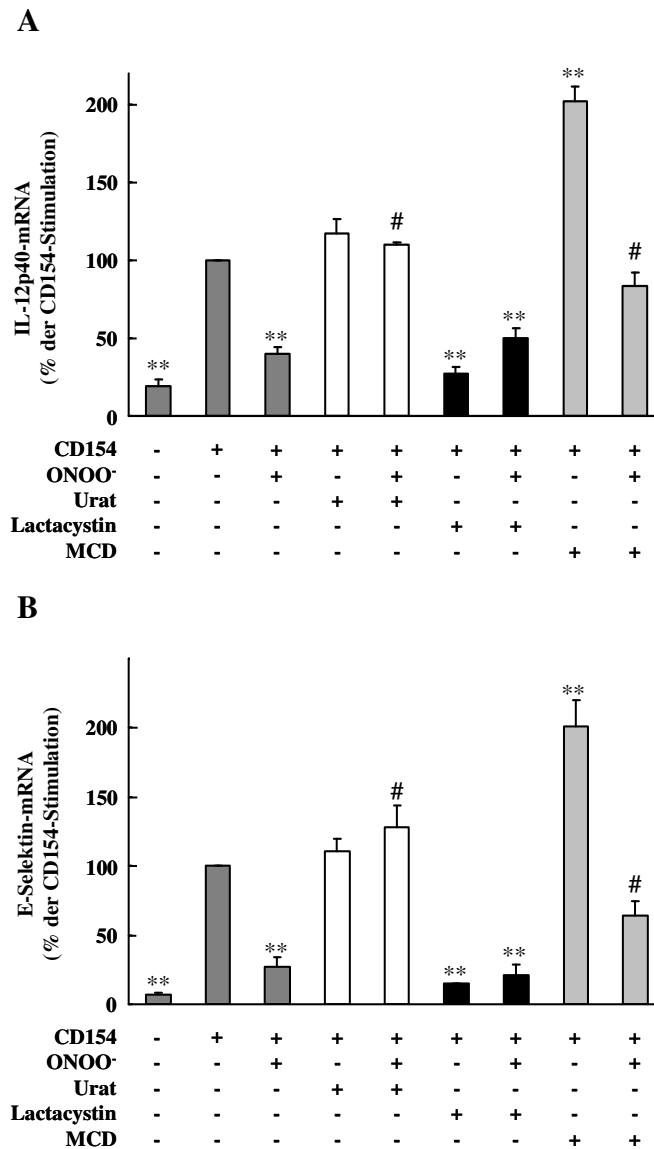 A
IL-12p40-mRNA
(% der CD154-Stimulation)
200
150
100
50
0
** ** # ** ** ** #
CD154 - + + + + + + + +
ONOO⁻ - - + - + - + - +
Urat - - - + + - - - -
Lactacystin - - - - - + + - -
MCD - - - - - - - + +
B
E-Selektin-mRNA
(% der CD154-Stimulation)
200
150
100
50
0
** ** # ** ** ** #
CD154 - + + + + + + + +
ONOO⁻ - - + - + - + - +
Urat - - - + + - - - -
Lactacystin - - - - - + + - -
MCD - - - - - - - + +